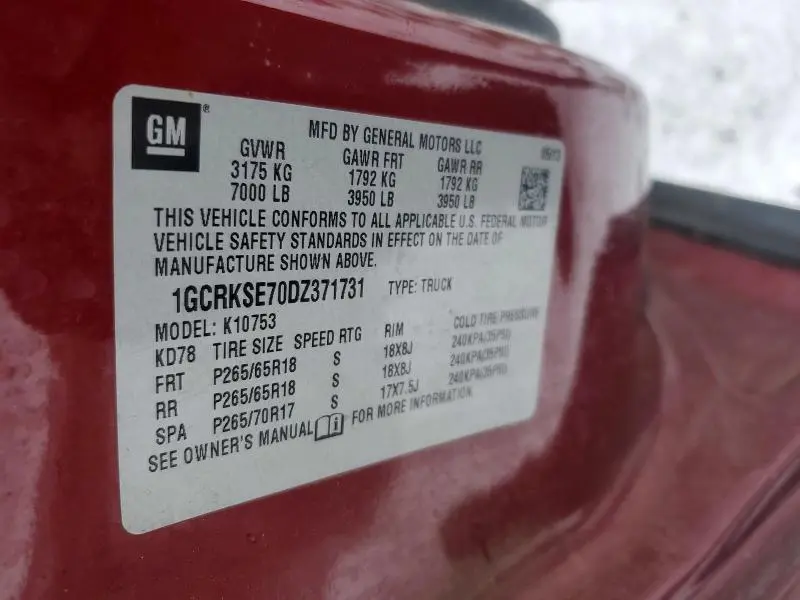 GM®
MFD BY GENERAL MOTORS LLC
GVWR GAWR FRT GAWR RR
3175 KG 1792 KG 1792 KG
7000 LB 3950 LB 3950 LB
THIS VEHICLE CONFORMS TO ALL APPLICABLE U.S. FEDERAL MOTOR
VEHICLE SAFETY STANDARDS IN EFFECT ON THE DATE OF
MANUFACTURE SHOWN ABOVE.
1GCRKSE70DZ371731 TYPE: TRUCK
MODEL: K10753
KD78 TIRE SIZE SPEED RTG RIM COLD TIRE PRESSURE
FRT P265/65R18 S 18X8J 240KPA(35PSI)
RR P265/65R18 S 18X8J 240KPA(35PSI)
SPA P265/70R17 S 17X7.5J 240KPA(35PSI)
SEE OWNER'S MANUAL FOR MORE INFORMATION